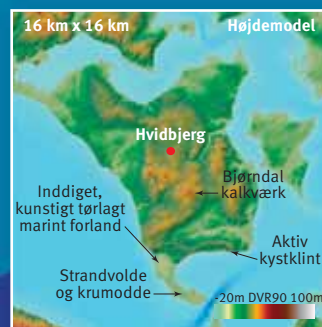 16 km x 16 km Højdemodel
Hvidbjerg
Bjørndal
kalkværk
Inddiget,
kunstigt tørlagt
marint forland
Aktiv
kystklint
Strandvolde
og krumodde
-20m DVR90 100m